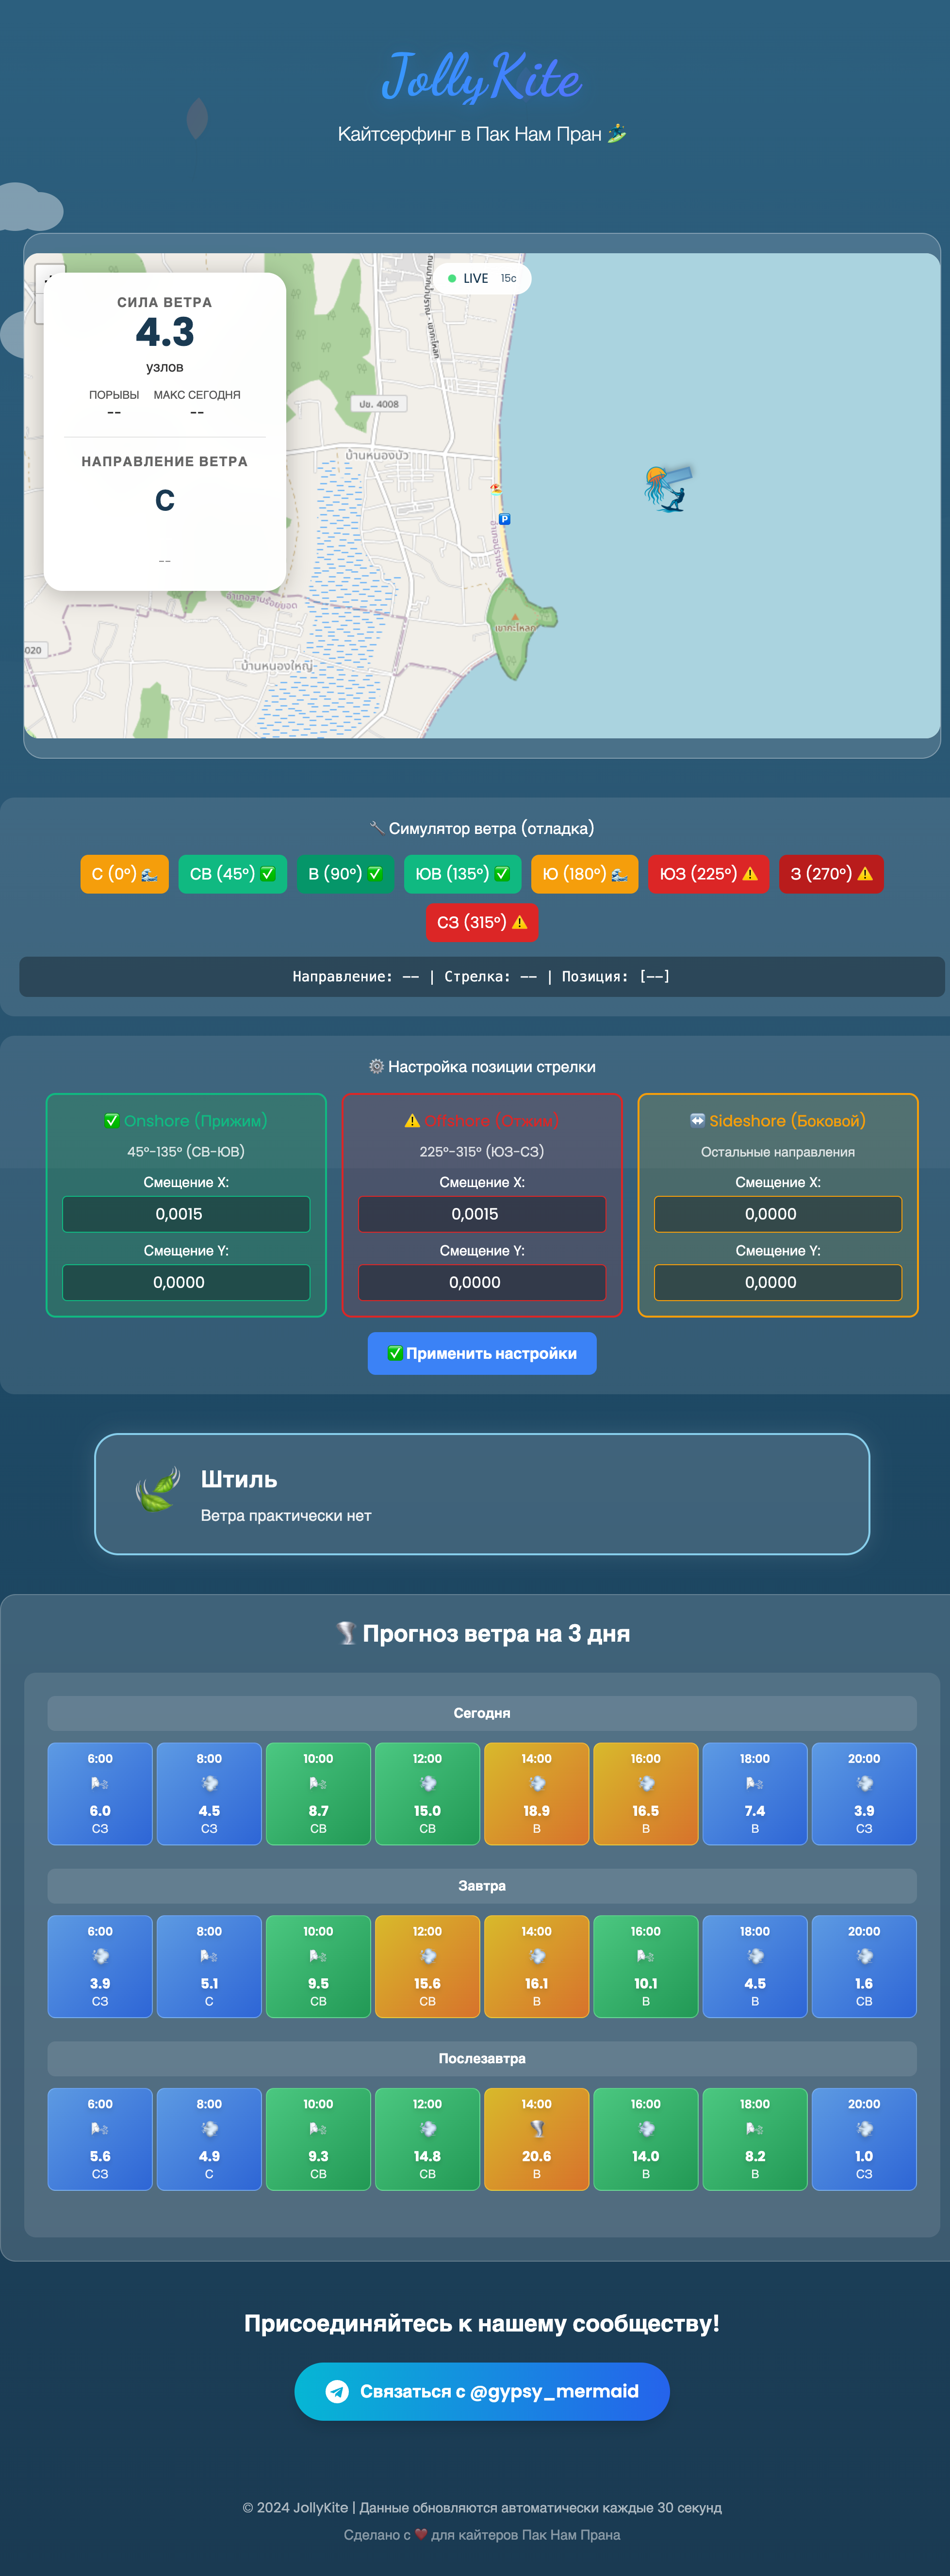 JollyKite
Кайтсерфинг в Пак Нам Пран
СИЛА ВЕТРА
4.3
узлов
ПОРЫВЫ МАКС СЕГОДНЯ
-- --
НАПРАВЛЕНИЕ ВЕТРА
С
--
LIVE 15с
ปข. 4008
บ้านหนองบัว
P
เขากะโหลก
020
บ้านหนองใหญ่
Симулятор ветра (отладка)
С (0°) СВ (45°) В (90°) ЮВ (135°) Ю (180°) ЮЗ (225°) З (270°)
СЗ (315°)
Направление: -- | Стрелка: -- | Позиция: [--]
Настройка позиции стрелки
Onshore (Прижим) Offshore (Отжим) Sideshore (Боковой)
45°-135° (СВ-ЮВ) 225°-315° (ЮЗ-СЗ) Остальные направления
Смещение X: Смещение X: Смещение X:
0,0015 0,0015 0,0000
Смещение Y: Смещение Y: Смещение Y:
0,0000 0,0000 0,0000
Применить настройки
Штиль
Ветра практически нет
Прогноз ветра на 3 дня
Сегодня
6:00 8:00 10:00 12:00 14:00 16:00 18:00 20:00
6.0 4.5 8.7 15.0 18.9 16.5 7.4 3.9
СЗ СЗ СВ СВ В В В СЗ
Завтра
6:00 8:00 10:00 12:00 14:00 16:00 18:00 20:00
3.9 5.1 9.5 15.6 16.1 10.1 4.5 1.6
СЗ С СВ СВ В В В СВ
Послезавтра
6:00 8:00 10:00 12:00 14:00 16:00 18:00 20:00
5.6 4.9 9.3 14.8 20.6 14.0 8.2 1.0
СЗ С СВ СВ В В В СЗ
Присоединяйтесь к нашему сообществу!
Связаться с @gypsy_mermaid
© 2024 JollyKite | Данные обновляются автоматически каждые 30 секунд
Сделано с ❤️ для кайтеров Пак Нам Прана